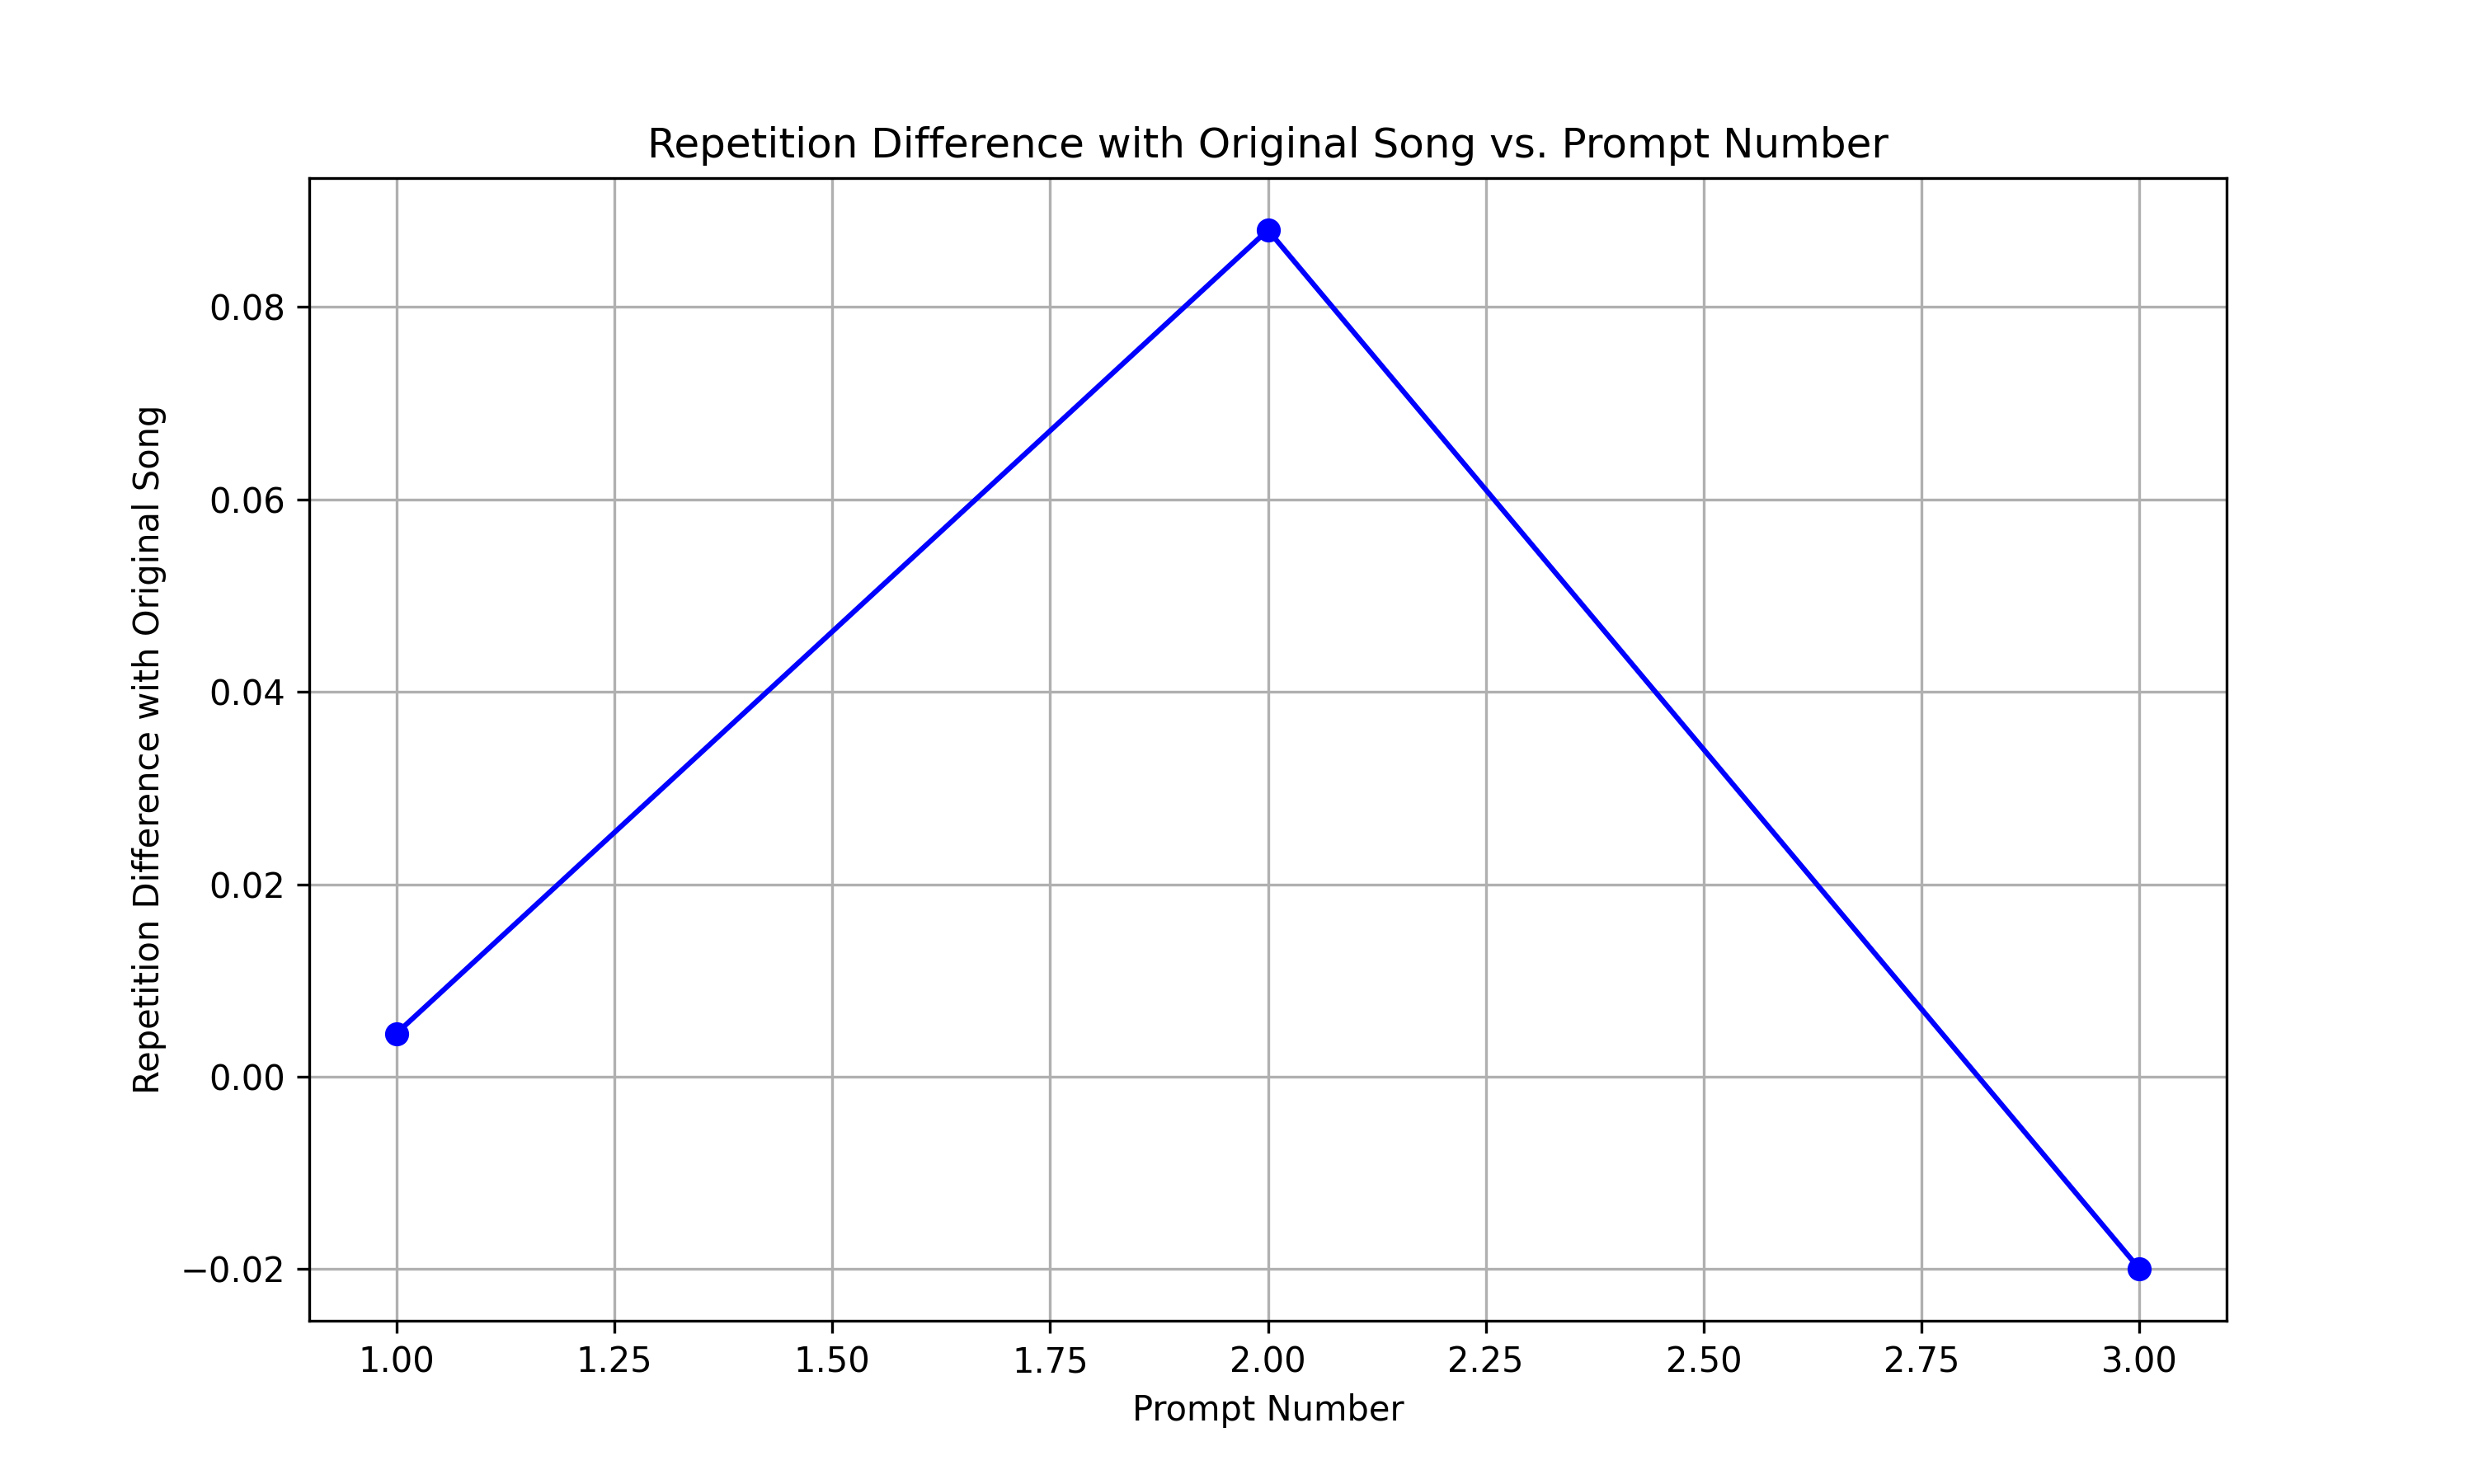 Repetition Difference with Original Song vs. Prompt Number
Repetition Difference with Original Song
0.08
0.06
0.04
0.02
0.00
−0.02
1.00 1.25 1.50 1.75 2.00 2.25 2.50 2.75 3.00
Prompt Number